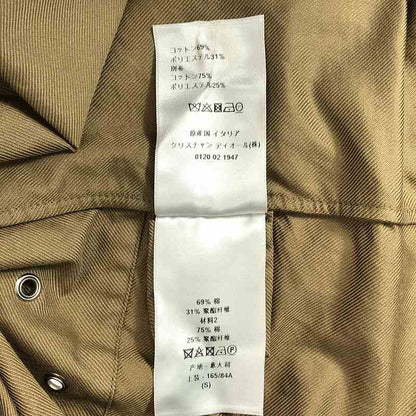 コットン69%
ポリエステル31%
別布
コットン75%
ポリエステル25%
原産国 イタリア
クリスチャン ディオール(株)
0120 02 1947
69% 棉
31% 聚酯纤维
材料2
75% 棉
25% 聚酯纤维
产地 - 意大利
上装 - 165/84A
(S)